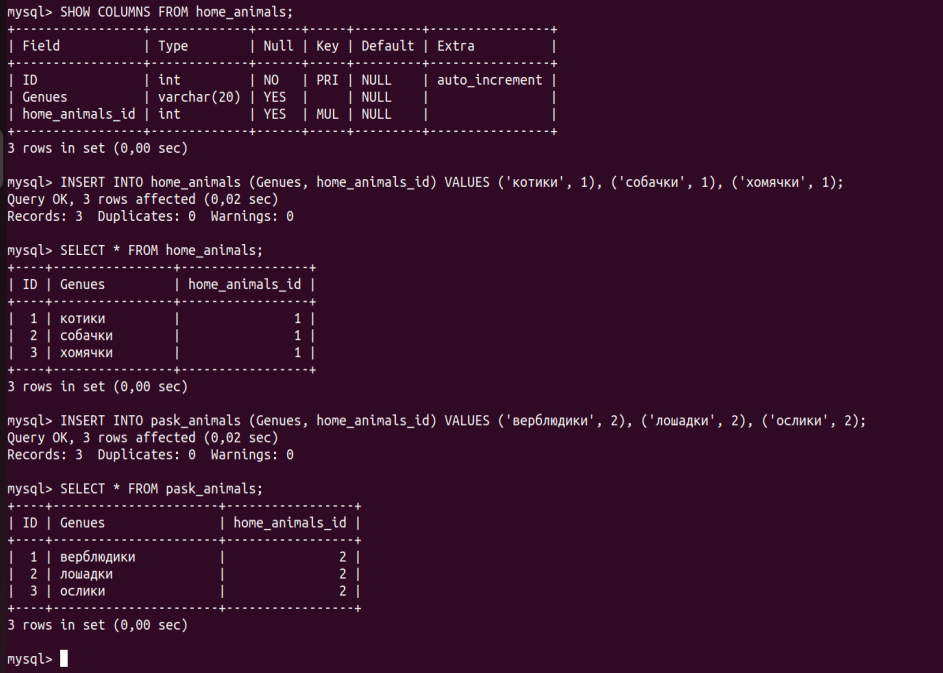 mysql> SHOW COLUMNS FROM home_animals;
+-----------------+-------------+------+-----+---------+----------------+
| Field           | Type        | Null | Key | Default | Extra          |
+-----------------+-------------+------+-----+---------+----------------+
| ID              | int         | NO   | PRI | NULL    | auto_increment |
| Genues          | varchar(20) | YES  |     | NULL    |                |
| home_animals_id | int         | YES  | MUL | NULL    |                |
+-----------------+-------------+------+-----+---------+----------------+
3 rows in set (0,00 sec)
mysql> INSERT INTO home_animals (Genues, home_animals_id) VALUES ('котики', 1), ('собачки', 1), ('хомячки', 1);
Query OK, 3 rows affected (0,02 sec)
Records: 3  Duplicates: 0  Warnings: 0
mysql> SELECT * FROM home_animals;
+----+----------------+-----------------+
| ID | Genues         | home_animals_id |
+----+----------------+-----------------+
|  1 | котики         |               1 |
|  2 | собачки        |               1 |
|  3 | хомячки        |               1 |
+----+----------------+-----------------+
3 rows in set (0,00 sec)
mysql> INSERT INTO pask_animals (Genues, home_animals_id) VALUES ('верблюдики', 2), ('лошадки', 2), ('ослики', 2);
Query OK, 3 rows affected (0,02 sec)
Records: 3  Duplicates: 0  Warnings: 0
mysql> SELECT * FROM pask_animals;
+----+----------------------+-----------------+
| ID | Genues               | home_animals_id |
+----+----------------------+-----------------+
|  1 | верблюдики           |               2 |
|  2 | лошадки              |               2 |
|  3 | ослики               |               2 |
+----+----------------------+-----------------+
3 rows in set (0,00 sec)
mysql>